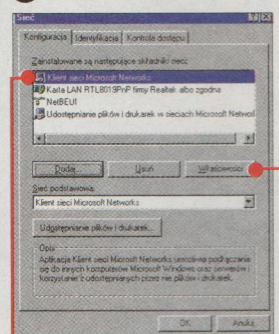 Sieć
Konfiguracja Identyfikacja Kontrola dostępu
Zainstalowane są następujące składniki sieci:
Klient sieci Microsoft Networks
Karta LAN RTL8019PnP firmy Realtek albo zgodna
NetBEUI
Udostępnianie plików i drukarek w sieciach Microsoft Networ
Dodaj... Usuń Właściwości
Sieć podstawowa:
Klient sieci Microsoft Networks
Udostępnianie plików i drukarek...
Opis
Aplikacja Klient sieci Microsoft Networks umożliwia podłączanie
się do innych komputerów Microsoft Windows oraz serwerów i
korzystanie z udostępnianych przez nie plików i drukarek.
OK Anuluj